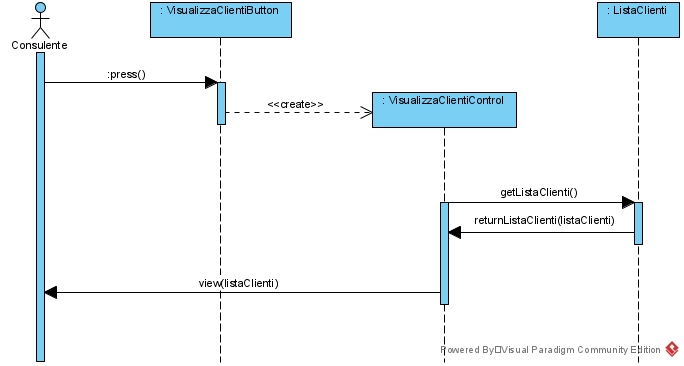 : VisualizzaClientiButton
: ListaClienti
Consulente
:press()
<<create>>
: VisualizzaClientiControl
getListaClienti()
returnListaClienti(listaClienti)
view(listaClienti)
Powered By□Visual Paradigm Community Edition